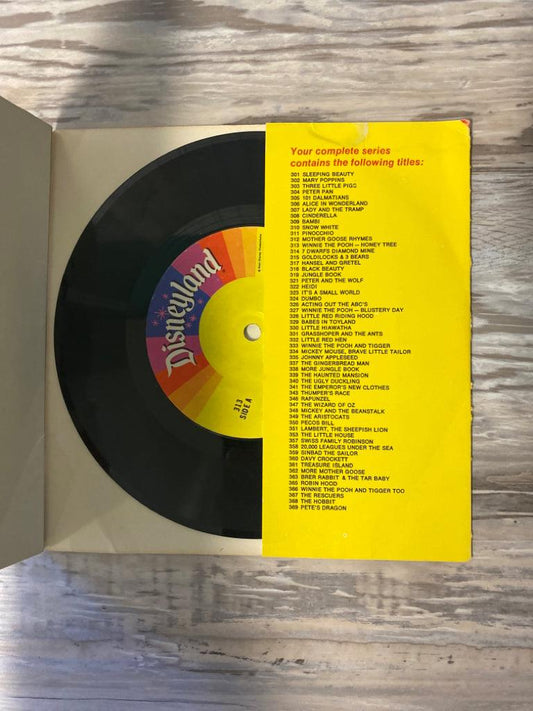 Disneyland
313
SIDE A
Your complete series
contains the following titles:
301 SLEEPING BEAUTY
302 MARY POPPINS
303 THREE LITTLE PIGS
304 PETER PAN
305 101 DALMATIANS
306 ALICE IN WONDERLAND
307 LADY AND THE TRAMP
308 CINDERELLA
309 BAMBI
310 SNOW WHITE
311 PINOCCHIO
312 MOTHER GOOSE RHYMES
313 WINNIE THE POOH — HONEY TREE
314 7 DWARFS DIAMOND MINE
315 GOLDILOCKS & 3 BEARS
317 HANSEL AND GRETEL
318 BLACK BEAUTY
319 JUNGLE BOOK
321 PETER AND THE WOLF
322 HEIDI
323 IT'S A SMALL WORLD
324 DUMBO
326 ACTING OUT THE ABC'S
327 WINNIE THE POOH — BLUSTERY DAY
328 LITTLE RED RIDING HOOD
329 BABES IN TOYLAND
330 LITTLE HIAWATHA
331 GRASSHOPPER AND THE ANTS
332 LITTLE RED HEN
333 WINNIE THE POOH AND TIGGER
334 MICKEY MOUSE, BRAVE LITTLE TAILOR
335 JOHNNY APPLESEED
337 THE GINGERBREAD MAN
338 MORE JUNGLE BOOK
339 THE HAUNTED MANSION
340 THE UGLY DUCKLING
341 THE EMPEROR'S NEW CLOTHES
343 THUMPER'S RACE
346 RAPUNZEL
347 THE WIZARD OF OZ
348 MICKEY AND THE BEANSTALK
349 THE ARISTOCATS
350 PECOS BILL
351 LAMBERT, THE SHEEPISH LION
353 THE LITTLE HOUSE
357 SWISS FAMILY ROBINSON
358 20,000 LEAGUES UNDER THE SEA
359 SINBAD THE SAILOR
360 DAVY CROCKETT
361 TREASURE ISLAND
362 MORE MOTHER GOOSE
363 BRER RABBIT & THE TAR BABY
365 ROBIN HOOD
366 WINNIE THE POOH AND TIGGER TOO
367 THE RESCUERS
368 THE HOBBIT
369 PETE'S DRAGON